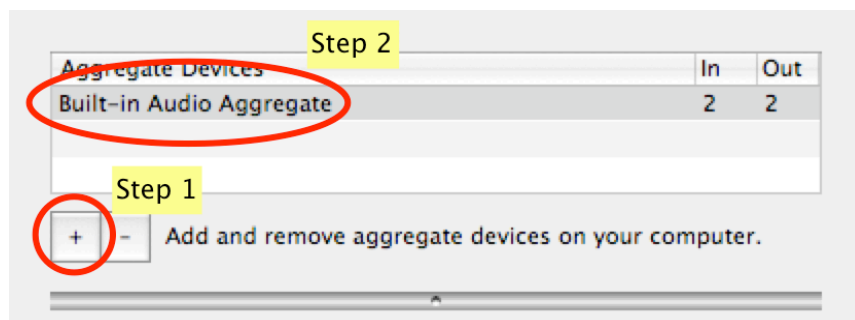 Step 2
Aggregate Devices In Out
Built-in Audio Aggregate 2 2
Step 1
+ - Add and remove aggregate devices on your computer.